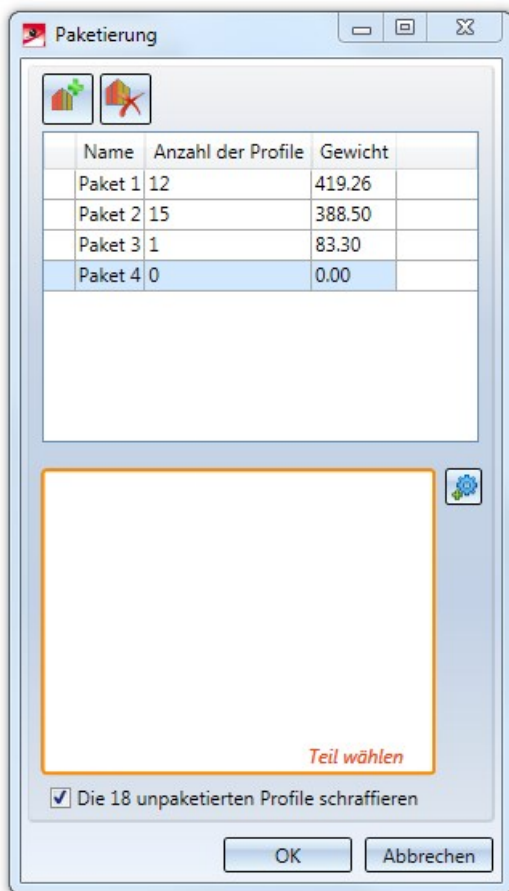 Paketierung
Name Anzahl der Profile Gewicht
Paket 1 12 419.26
Paket 2 15 388.50
Paket 3 1 83.30
Paket 4 0 0.00
Teil wählen
Die 18 unpaketierten Profile schraffieren
OK Abbrechen